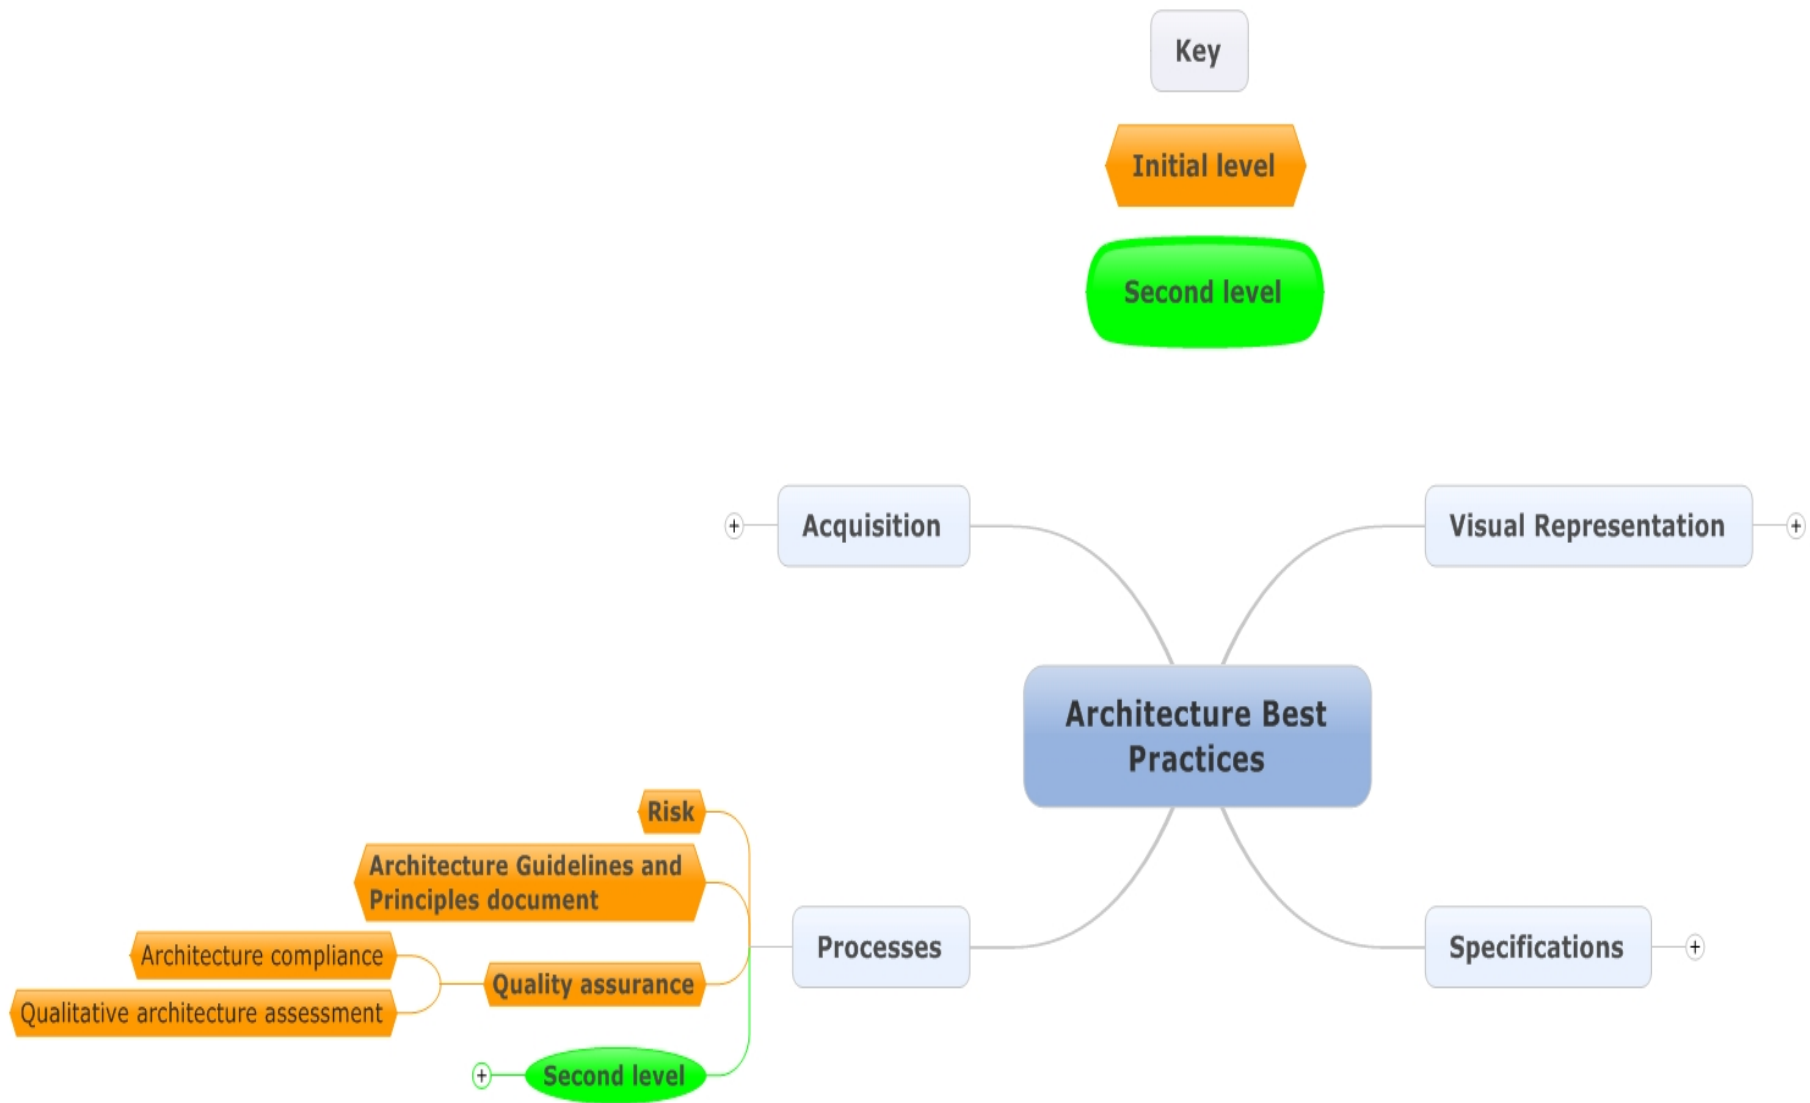 Key
Initial level
Second level
Acquisition
Visual Representation
Architecture Best
Practices
Risk
Architecture Guidelines and
Principles document
Processes
Specifications
Architecture compliance
Quality assurance
Qualitative architecture assessment
Second level